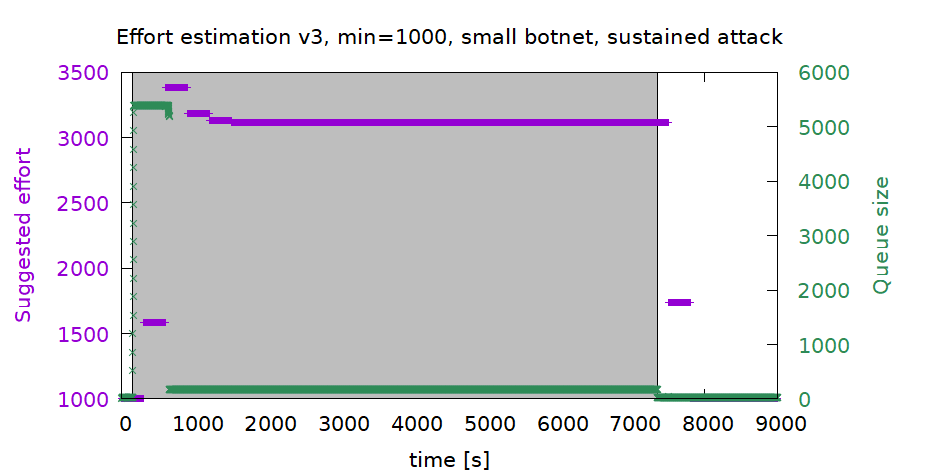 Effort estimation v3, min=1000, small botnet, sustained attack
3500
3000
2500
2000
1500
1000
Suggested effort
6000
5000
4000
3000
2000
1000
0
Queue size
0 1000 2000 3000 4000 5000 6000 7000 8000 9000
time [s]